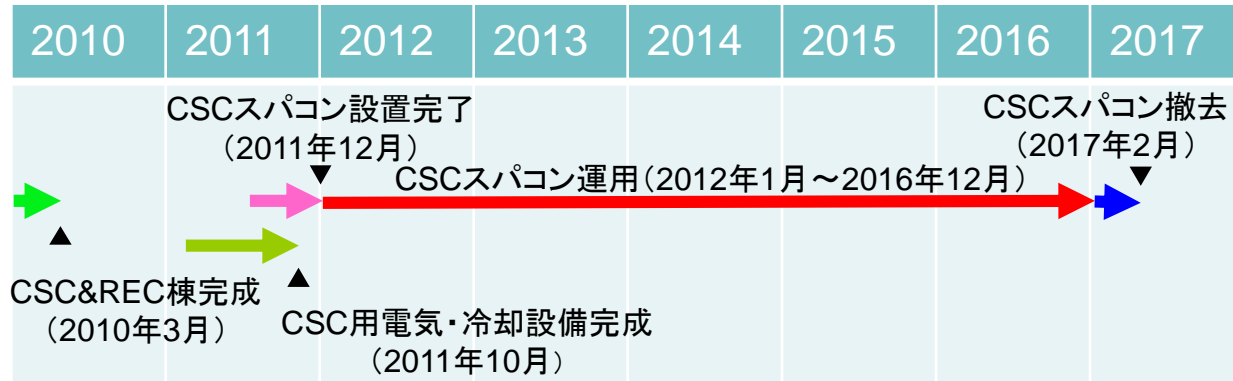 2010 2011 2012 2013 2014 2015 2016 2017
CSCスパコン設置完了
（2011年12月）
CSCスパコン撤去
（2017年2月）
CSCスパコン運用（2012年1月～2016年12月）
CSC&REC棟完成
（2010年3月）
CSC用電気・冷却設備完成
（2011年10月）